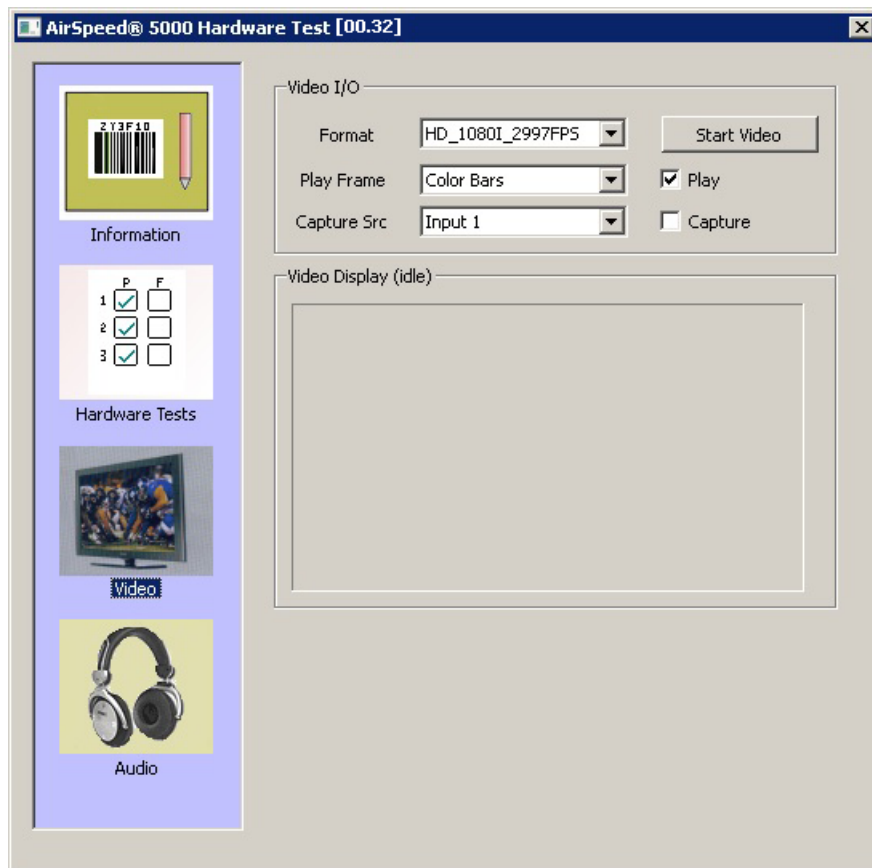 AirSpeed® 5000 Hardware Test [00.32]
ZY3F10
Information
P F
1
2
3
Hardware Tests
Video
Audio
Video I/O
Format HD_1080I_2997FPS Start Video
Play Frame Color Bars Play
Capture Src Input 1 Capture
Video Display (idle)